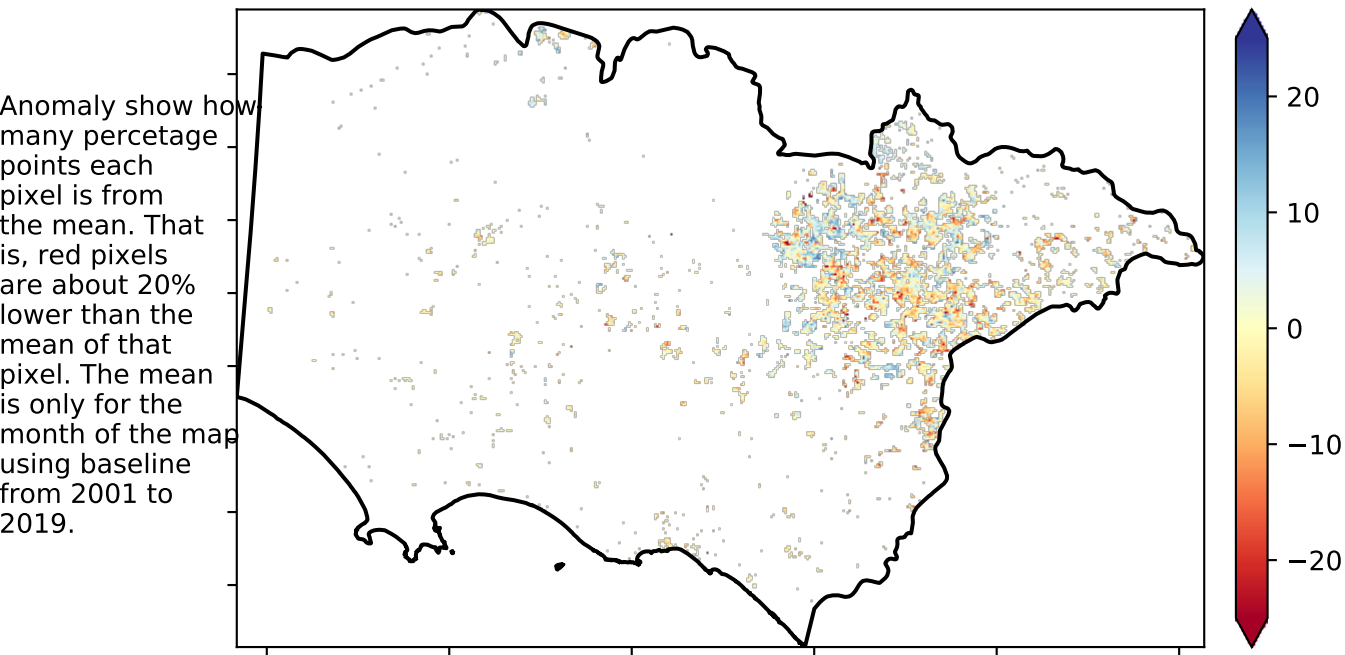 Anomaly show how
many percetage
points each
pixel is from
the mean. That
is, red pixels
are about 20%
lower than the
mean of that
pixel. The mean
is only for the
month of the map
using baseline
from 2001 to
2019.
20
10
0
−10
−20